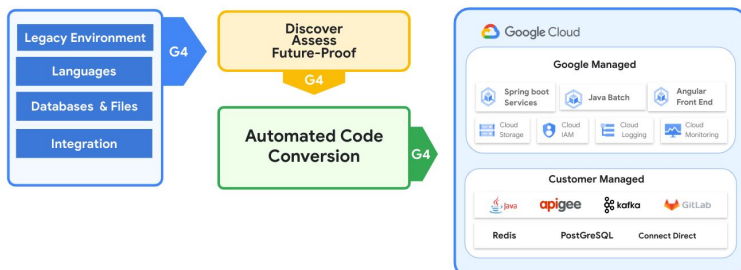 Legacy Environment
Languages
Databases & Files
Integration
G4
Discover
Assess
Future-Proof
G4
Automated Code
Conversion
G4
Google Cloud
Google Managed
Spring boot
Services
Java Batch
Angular
Front End
Cloud
Storage
Cloud
IAM
Cloud
Logging
Cloud
Monitoring
Customer Managed
Java
apigee
kafka
GitLab
Redis
PostGreSQL
Connect Direct